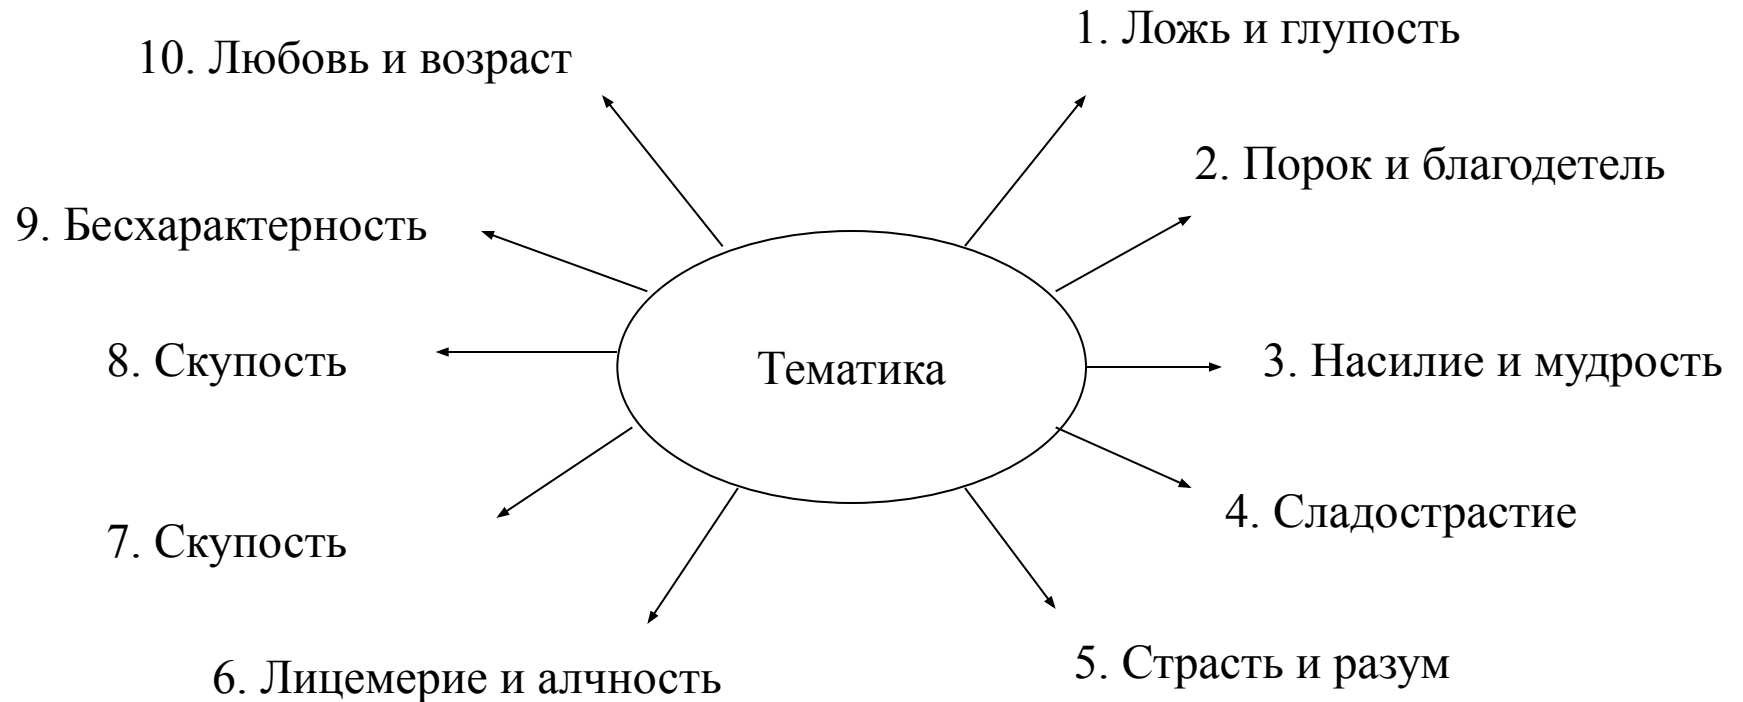 1. Ложь и глупость
2. Порок и благодетель
3. Насилие и мудрость
4. Сладострастие
5. Страсть и разум
6. Лицемерие и алчность
7. Скупость
8. Скупость
9. Бесхарактерность
10. Любовь и возраст
Тематика